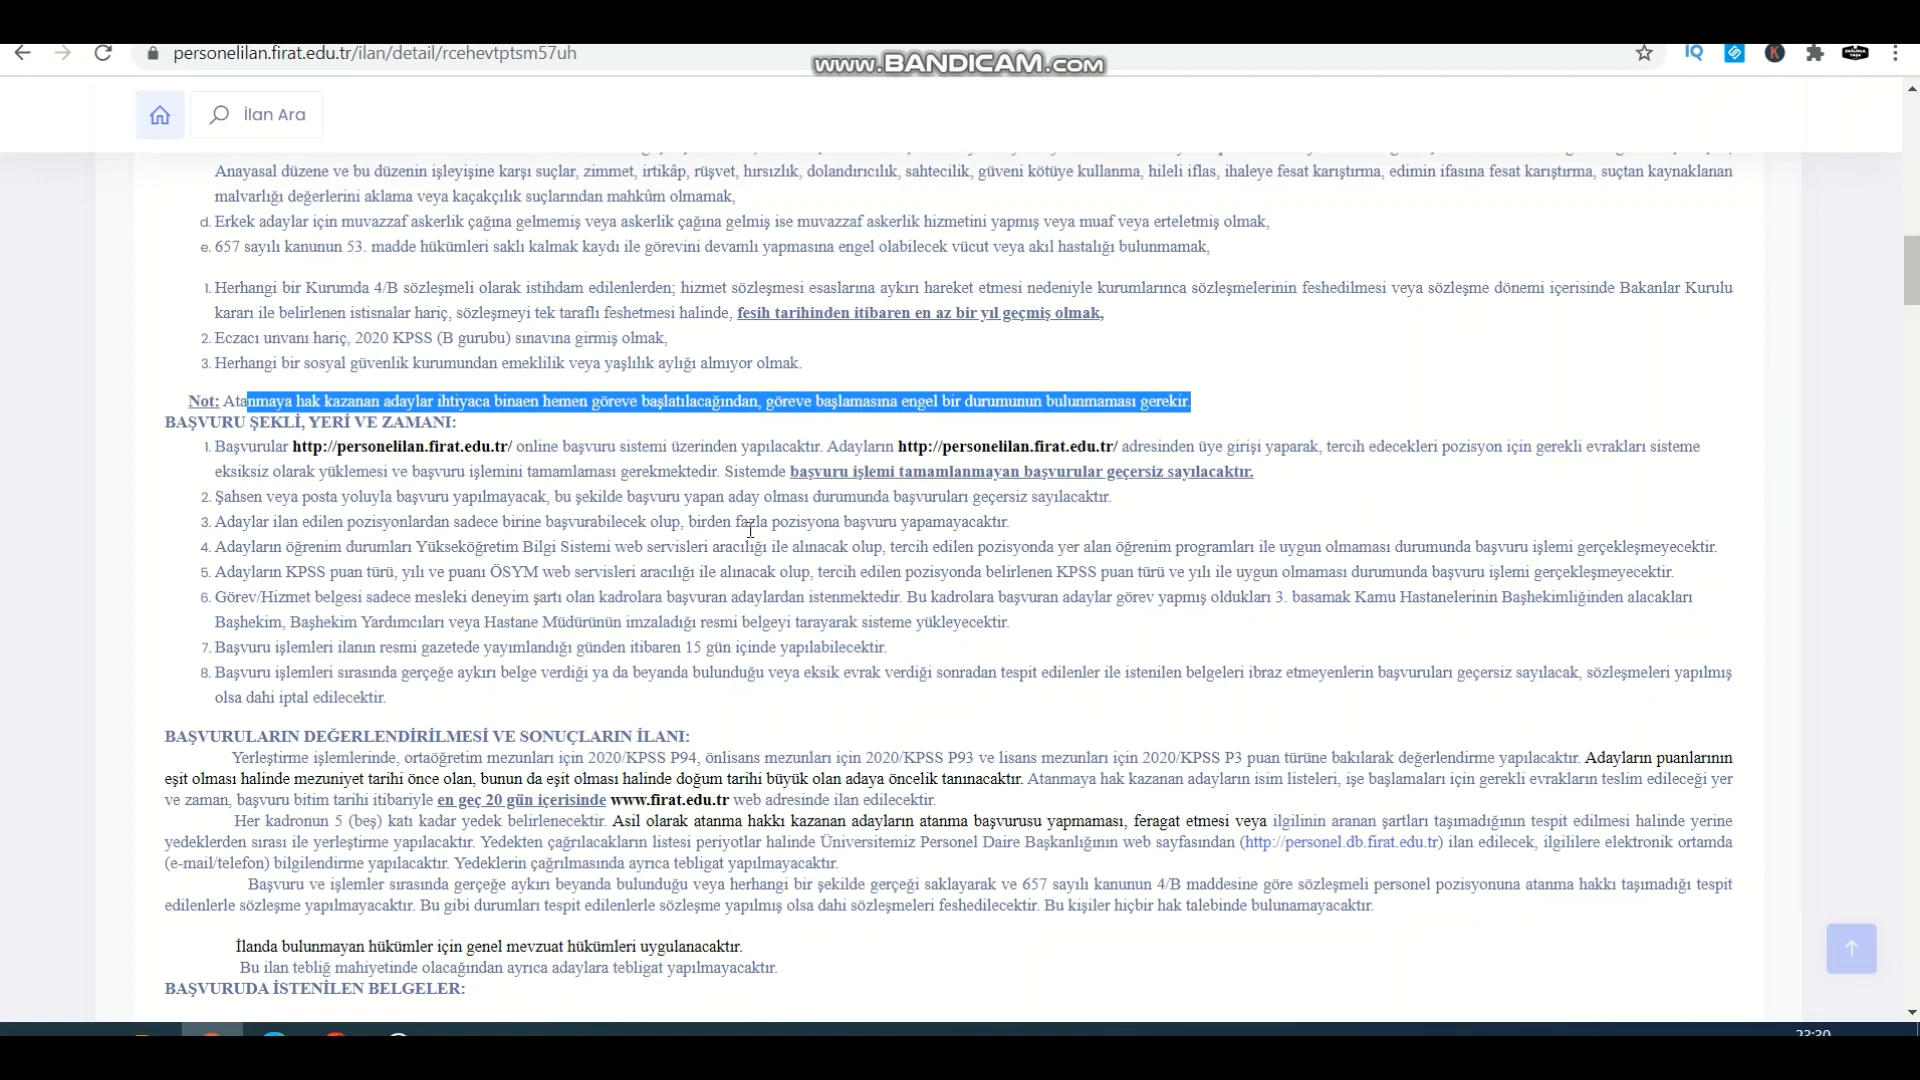 personelilan.firat.edu.tr/ilan/detail/rcehevtptsm57uh
www.BANDICAM.com
İlan Ara
Anayasal düzene ve bu düzenin işleyişine karşı suçlar, zimmet, irtikâp, rüşvet, hırsızlık, dolandırıcılık, sahtecilik, güveni kötüye kullanma, hileli iflas, ihaleye fesat karıştırma, edimin ifasına fesat karıştırma, suçtan kaynaklanan
malvarlığı değerlerini aklama veya kaçakçılık suçlarından mahkûm olmamak,
d. Erkek adaylar için muvazzaf askerlik çağına gelmemiş veya askerlik çağına gelmiş ise muvazzaf askerlik hizmetini yapmış veya muaf veya erteletmiş olmak,
e. 657 sayılı kanunun 53. madde hükümleri saklı kalmak kaydı ile görevini devamlı yapmasına engel olabilecek vücut veya akıl hastalığı bulunmamak,
1. Herhangi bir Kurumda 4/B sözleşmeli olarak istihdam edilenlerden; hizmet sözleşmesi esaslarına aykırı hareket etmesi nedeniyle kurumlarınca sözleşmelerinin feshedilmesi veya sözleşme dönemi içerisinde Bakanlar Kurulu
kararı ile belirlenen istisnalar hariç, sözleşmeyi tek taraflı feshetmesi halinde, fesih tarihinden itibaren en az bir yıl geçmiş olmak,
2. Eczacı unvanı hariç, 2020 KPSS (B gurubu) sınavına girmiş olmak,
3. Herhangi bir sosyal güvenlik kurumundan emeklilik veya yaşlılık aylığı almıyor olmak.
Not: Atanmaya hak kazanan adaylar ihtiyaca binaen hemen göreve başlatılacağından, göreve başlamasına engel bir durumunun bulunmaması gerekir.
BAŞVURU ŞEKLİ, YERİ VE ZAMANI:
1. Başvurular http://personelilan.firat.edu.tr/ online başvuru sistemi üzerinden yapılacaktır. Adayların http://personelilan.firat.edu.tr/ adresinden üye girişi yaparak, tercih edecekleri pozisyon için gerekli evrakları sisteme
eksiksiz olarak yüklemesi ve başvuru işlemini tamamlaması gerekmektedir. Sistemde başvuru işlemi tamamlanmayan başvurular geçersiz sayılacaktır.
2. Şahsen veya posta yoluyla başvuru yapılmayacak, bu şekilde başvuru yapan aday olması durumunda başvuruları geçersiz sayılacaktır.
3. Adaylar ilan edilen pozisyonlardan sadece birine başvurabilecek olup, birden fazla pozisyona başvuru yapamayacaktır.
4. Adayların öğrenim durumları Yükseköğretim Bilgi Sistemi web servisleri aracılığı ile alınacak olup, tercih edilen pozisyonda yer alan öğrenim programları ile uygun olmaması durumunda başvuru işlemi gerçekleşmeyecektir.
5. Adayların KPSS puan türü, yılı ve puanı ÖSYM web servisleri aracılığı ile alınacak olup, tercih edilen pozisyonda belirlenen KPSS puan türü ve yılı ile uygun olmaması durumunda başvuru işlemi gerçekleşmeyecektir.
6. Görev/Hizmet belgesi sadece mesleki deneyim şartı olan kadrolara başvuran adaylardan istenmektedir. Bu kadrolara başvuran adaylar görev yapmış oldukları 3. basamak Kamu Hastanelerinin Başhekimliğinden alacakları
Başhekim, Başhekim Yardımcıları veya Hastane Müdürünün imzaladığı resmi belgeyi tarayarak sisteme yükleyecektir.
7. Başvuru işlemleri ilanın resmi gazetede yayımlandığı günden itibaren 15 gün içinde yapılabilecektir.
8. Başvuru işlemleri sırasında gerçeğe aykırı belge verdiği ya da beyanda bulunduğu veya eksik evrak verdiği sonradan tespit edilenler ile istenilen belgeleri ibraz etmeyenlerin başvuruları geçersiz sayılacak, sözleşmeleri yapılmış
olsa dahi iptal edilecektir.
BAŞVURULARIN DEĞERLENDİRİLMESİ VE SONUÇLARIN İLANI:
Yerleştirme işlemlerinde, ortaöğretim mezunları için 2020/KPSS P94, önlisans mezunları için 2020/KPSS P93 ve lisans mezunları için 2020/KPSS P3 puan türüne bakılarak değerlendirme yapılacaktır. Adayların puanlarının
eşit olması halinde mezuniyet tarihi önce olan, bunun da eşit olması halinde doğum tarihi büyük olan adaya öncelik tanınacaktır. Atanmaya hak kazanan adayların isim listeleri, işe başlamaları için gerekli evrakların teslim edileceği yer
ve zaman, başvuru bitim tarihi itibariyle en geç 20 gün içerisinde www.firat.edu.tr web adresinde ilan edilecektir.
Her kadronun 5 (beş) katı kadar yedek belirlenecektir. Asil olarak atanma hakkı kazanan adayların atanma başvurusu yapmaması, feragat etmesi veya ilgilinin aranan şartları taşımadığının tespit edilmesi halinde yerine
yedeklerden sırası ile yerleştirme yapılacaktır. Yedekten çağrılacakların listesi periyotlar halinde Üniversitemiz Personel Daire Başkanlığının web sayfasından (http://personel.db.firat.edu.tr) ilan edilecek, ilgililere elektronik ortamda
(e-mail/telefon) bilgilendirme yapılacaktır. Yedeklerin çağrılmasında ayrıca tebligat yapılmayacaktır.
Başvuru ve işlemler sırasında gerçeğe aykırı beyanda bulunduğu veya herhangi bir şekilde gerçeği saklayarak ve 657 sayılı kanunun 4/B maddesine göre sözleşmeli personel pozisyonuna atanma hakkı taşımadığı tespit
edilenlerle sözleşme yapılmayacaktır. Bu gibi durumları tespit edilenlerle sözleşme yapılmış olsa dahi sözleşmeleri feshedilecektir. Bu kişiler hiçbir hak talebinde bulunamayacaktır.
İlanda bulunmayan hükümler için genel mevzuat hükümleri uygulanacaktır.
Bu ilan tebliğ mahiyetinde olacağından ayrıca adaylara tebligat yapılmayacaktır.
BAŞVURUDA İSTENİLEN BELGELER: